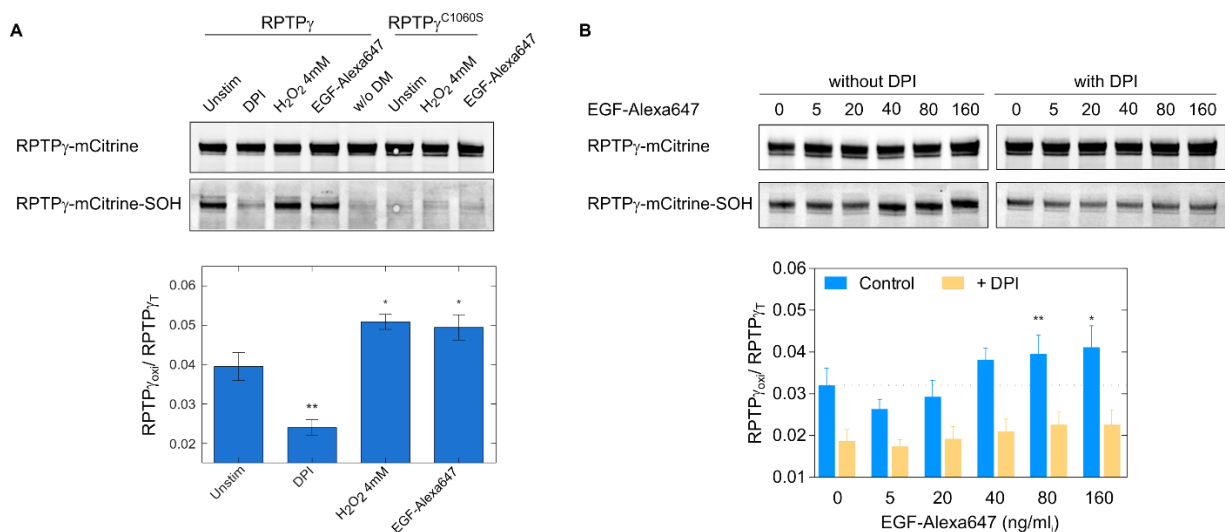 A
RPTPγ
RPTPγC1060S
Unstim
DPI
H2O2 4mM
EGF-Alexa647
w/o DM
Unstim
H2O2 4mM
EGF-Alexa647
RPTPγ-mCitrine
RPTPγ-mCitrine-SOH
RPTPγoxi/ RPTPγT
0.06
0.05
0.04
0.03
0.02
**
*
*
Unstim
DPI
H2O2 4mM
EGF-Alexa647
B
without DPI
with DPI
EGF-Alexa647 0 5 20 40 80 160 0 5 20 40 80 160
RPTPγ-mCitrine
RPTPγ-mCitrine-SOH
RPTPγoxi/ RPTPγT
0.06
0.05
0.04
0.03
0.02
0.01
Control + DPI
** *
0 5 20 40 80 160
EGF-Alexa647 (ng/ml)